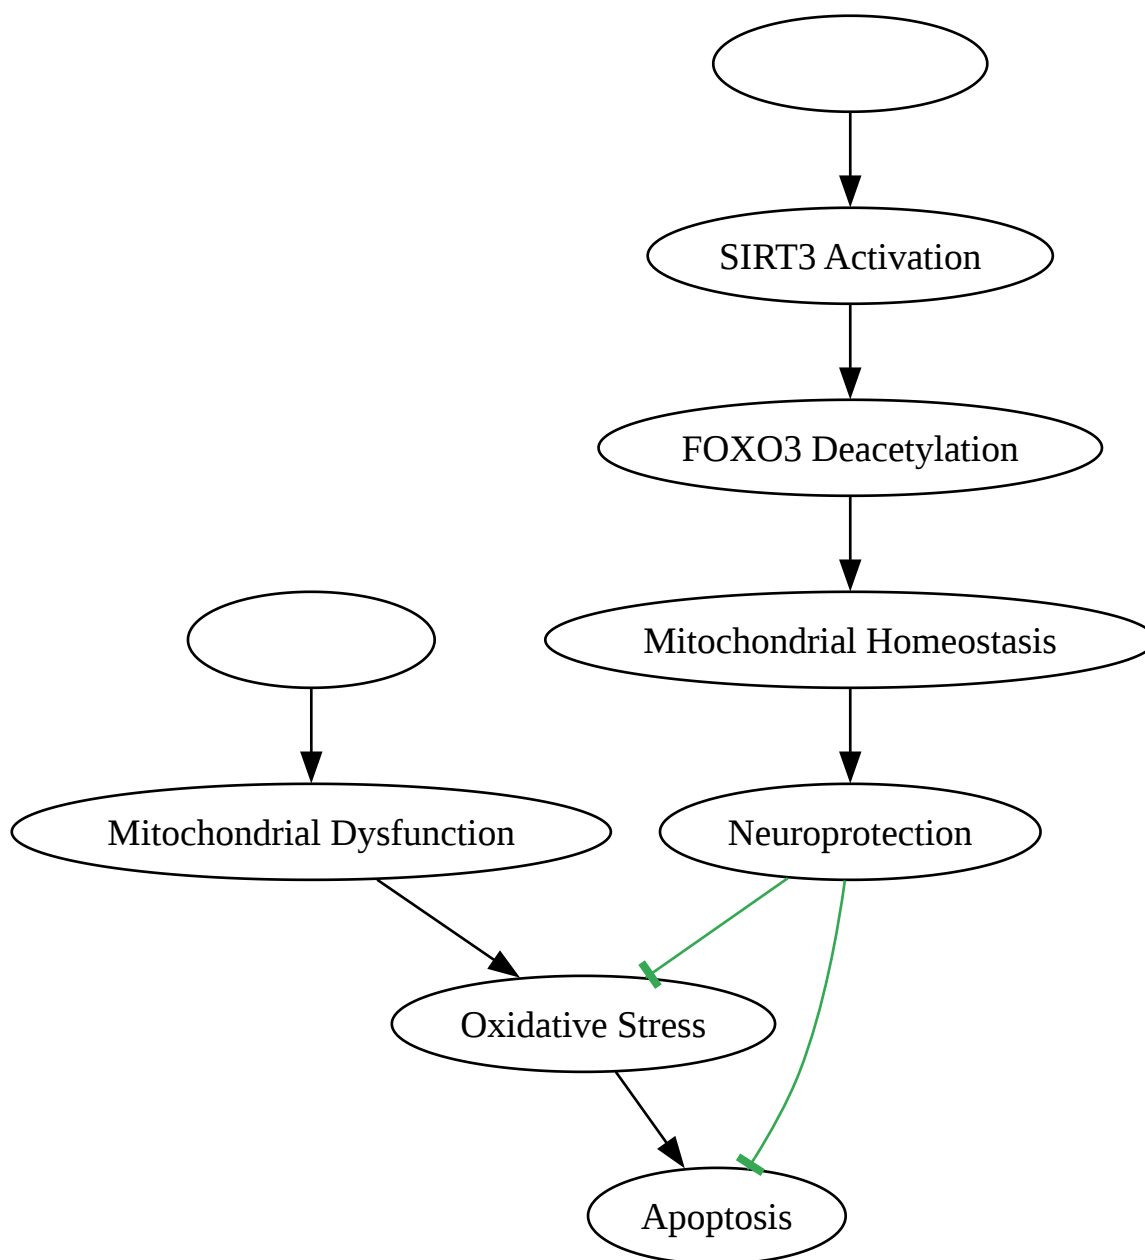 SIRT3 Activation
FOXO3 Deacetylation
Mitochondrial Homeostasis
Mitochondrial Dysfunction
Neuroprotection
Oxidative Stress
Apoptosis